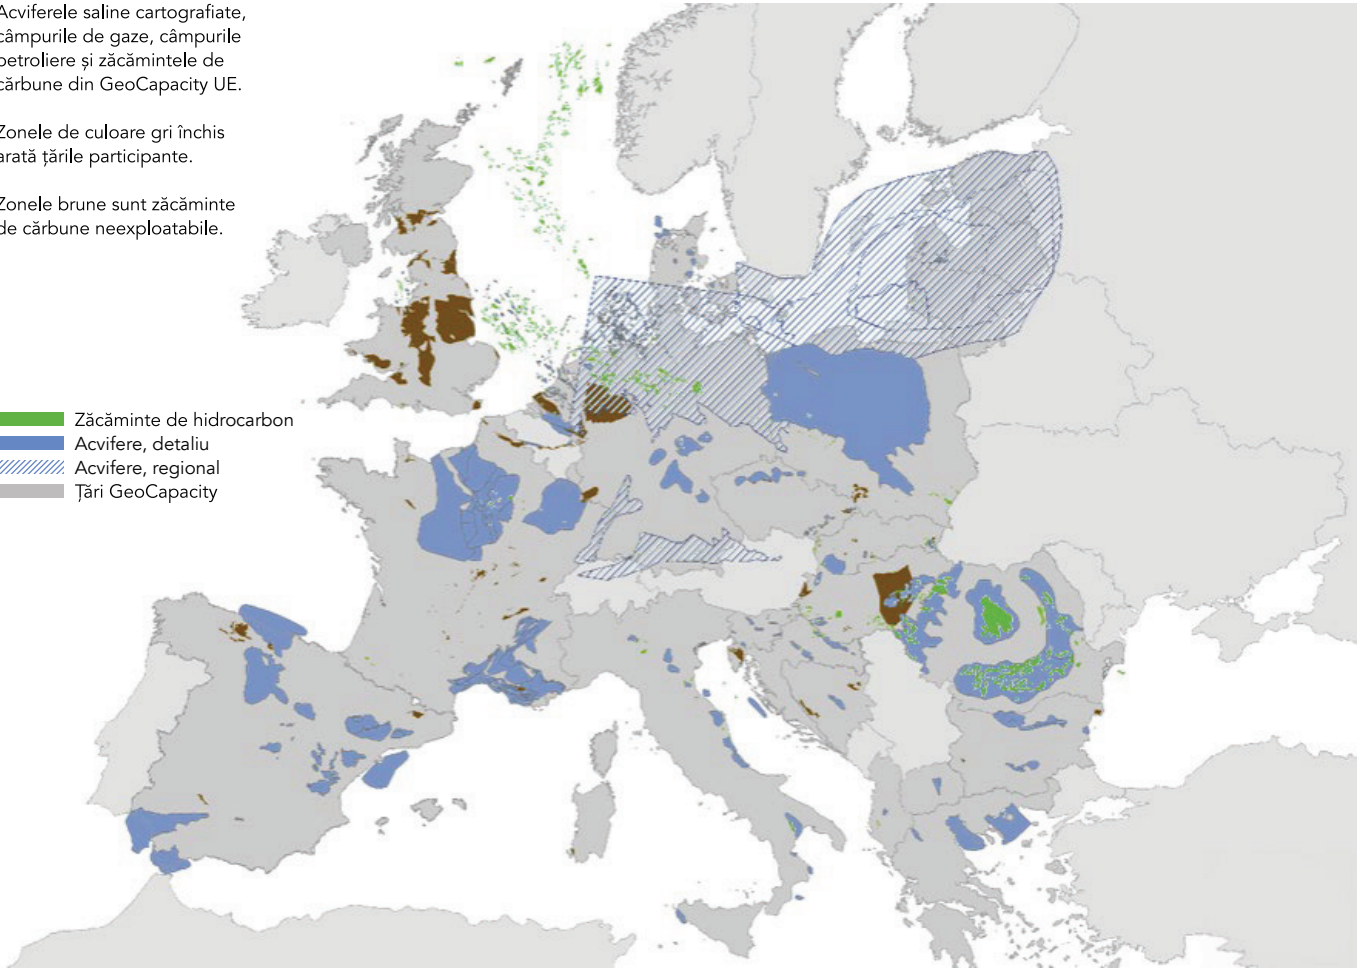 Acviferele saline cartografiate,
câmpurile de gaze, câmpurile
petroliere și zăcămintele de
cărbune din GeoCapacity UE.
Zonele de culoare gri închis
arată țările participante.
Zonele brune sunt zăcăminte
de cărbune neexploatabile.
Zăcăminte de hidrocarbon
Acvifere, detaliu
Acvifere, regional
Țări GeoCapacity